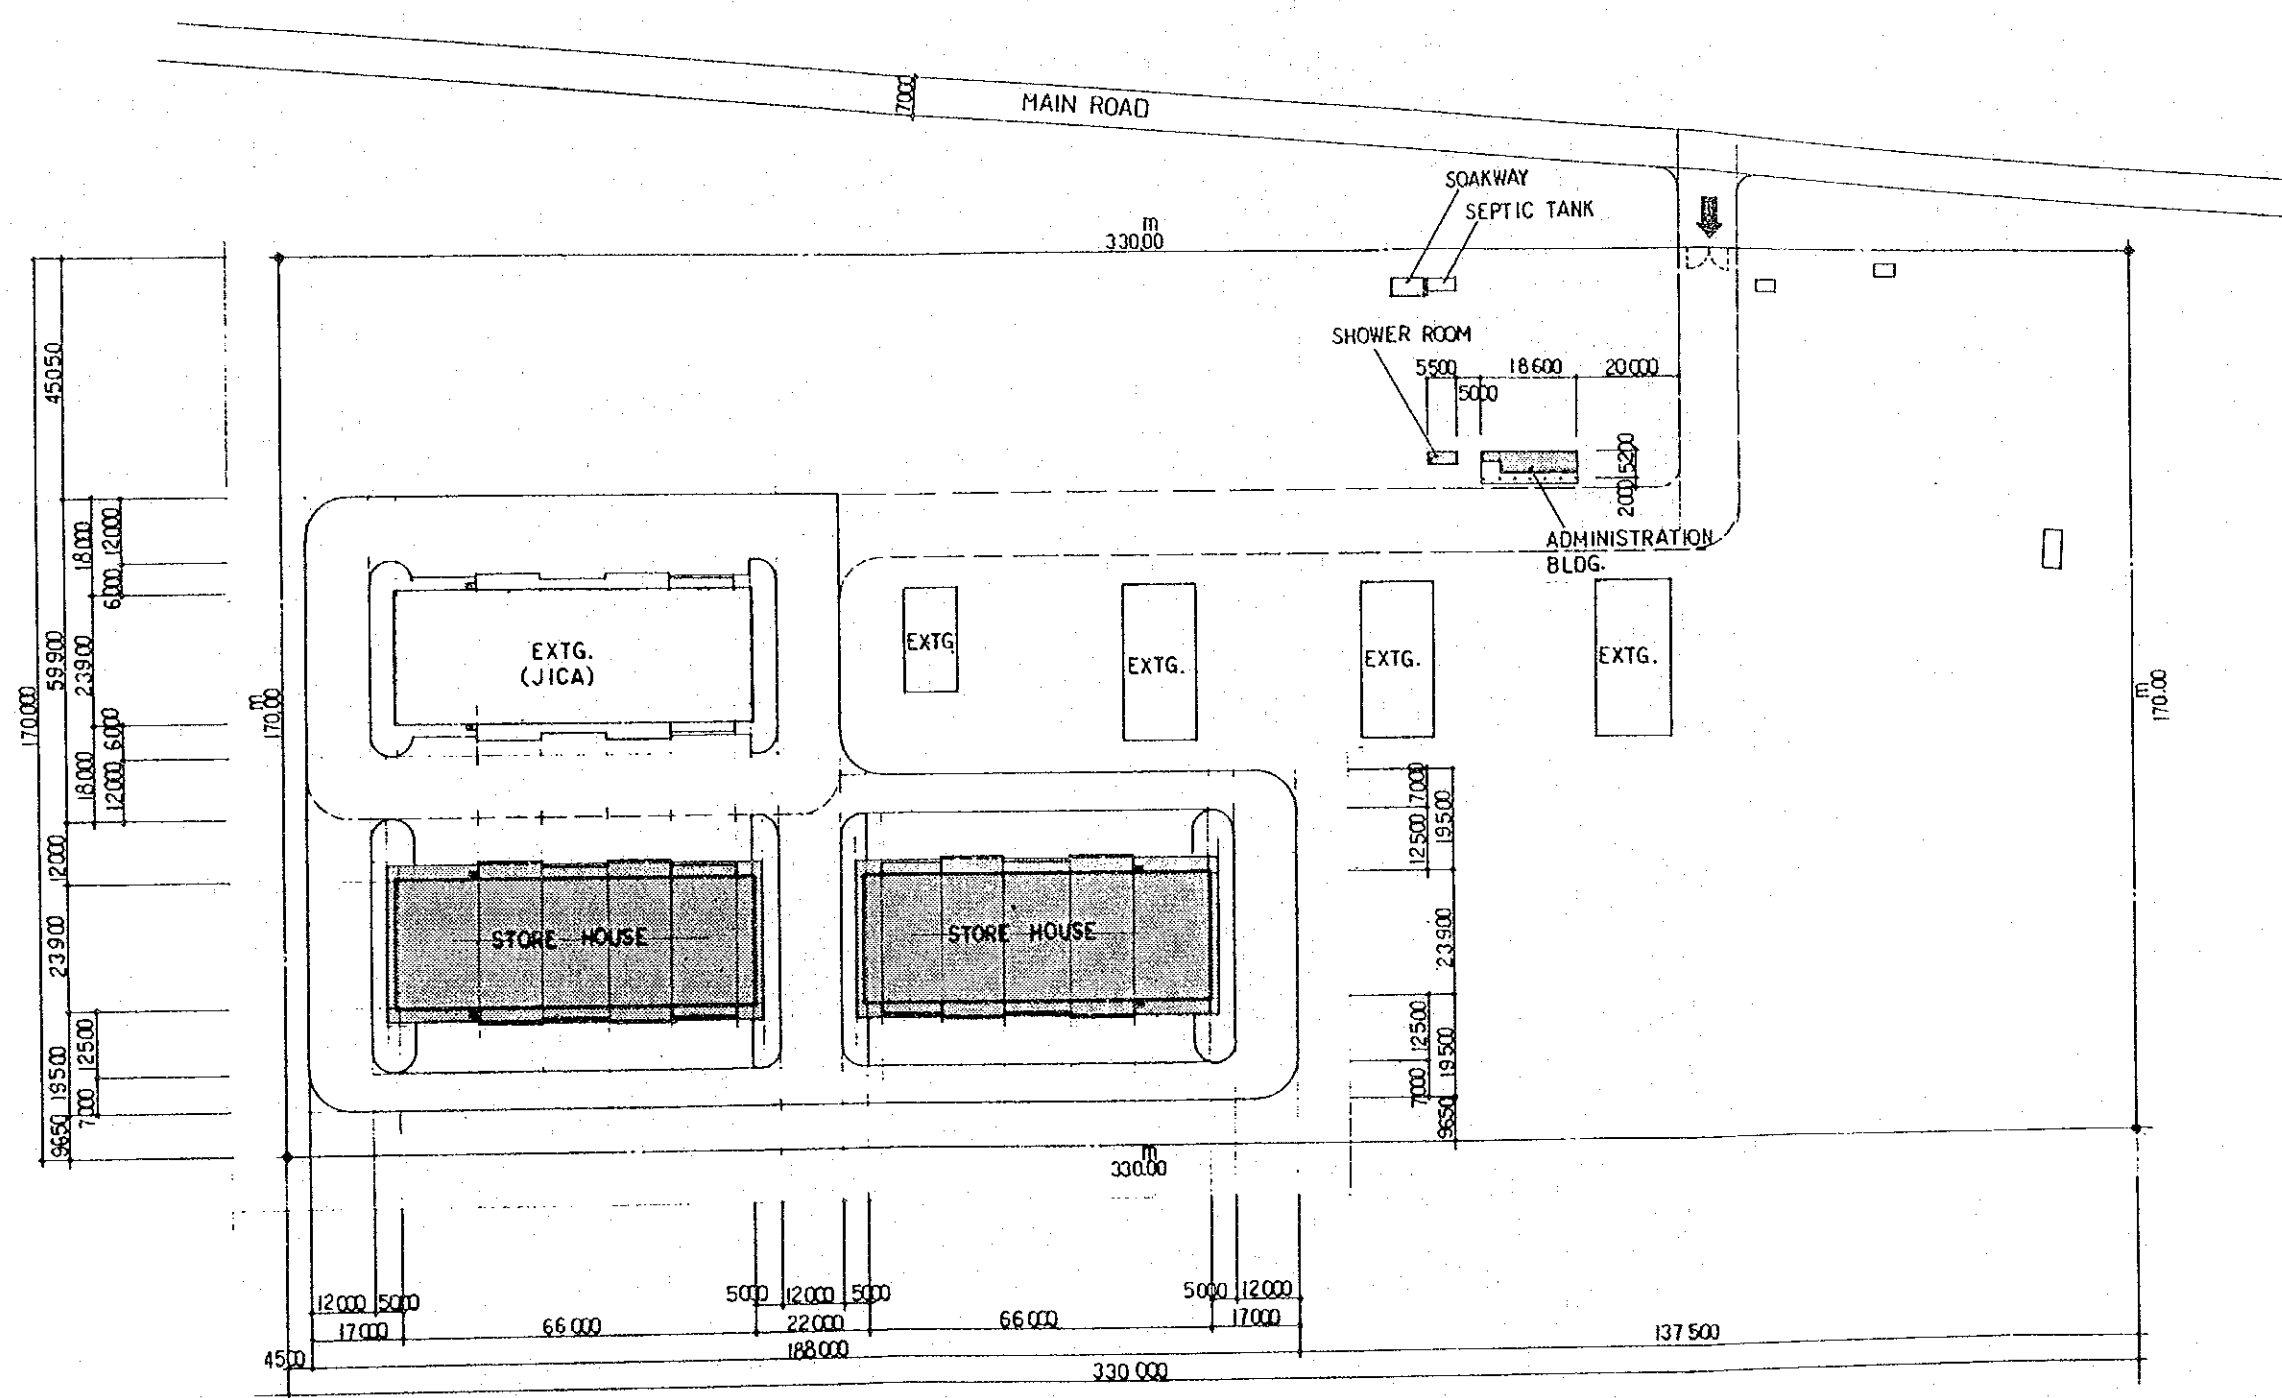 7000
MAIN ROAD
SOAKWAY
SEPTIC TANK
m
330.00
SHOWER ROOM
5500
18600
20000
5000
5200
2000
ADMINISTRATION
BLDG.
45050
18000
12000
6000
59900
23900
170000
6000
18000
12000
12000
23900
12500
19500
7000
9650
m
170.00
EXTG.
(JICA)
EXTG
EXTG.
EXTG.
EXTG.
m
170.00
7000
12500
19500
23900
12500
19500
7000
9650
STORE HOUSE
STORE HOUSE
m
330.00
12000
5000
5000
12000
5000
5000
12000
17000
66000
22000
66000
17000
4500
188000
137500
330000